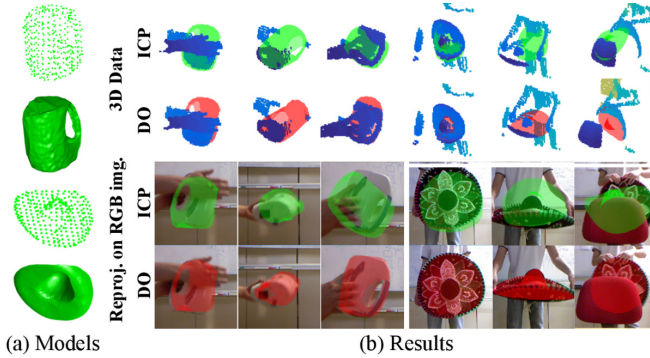 3D Data
ICP
DO
Reproj. on RGB img.
ICP
DO
(a) Models
(b) Results